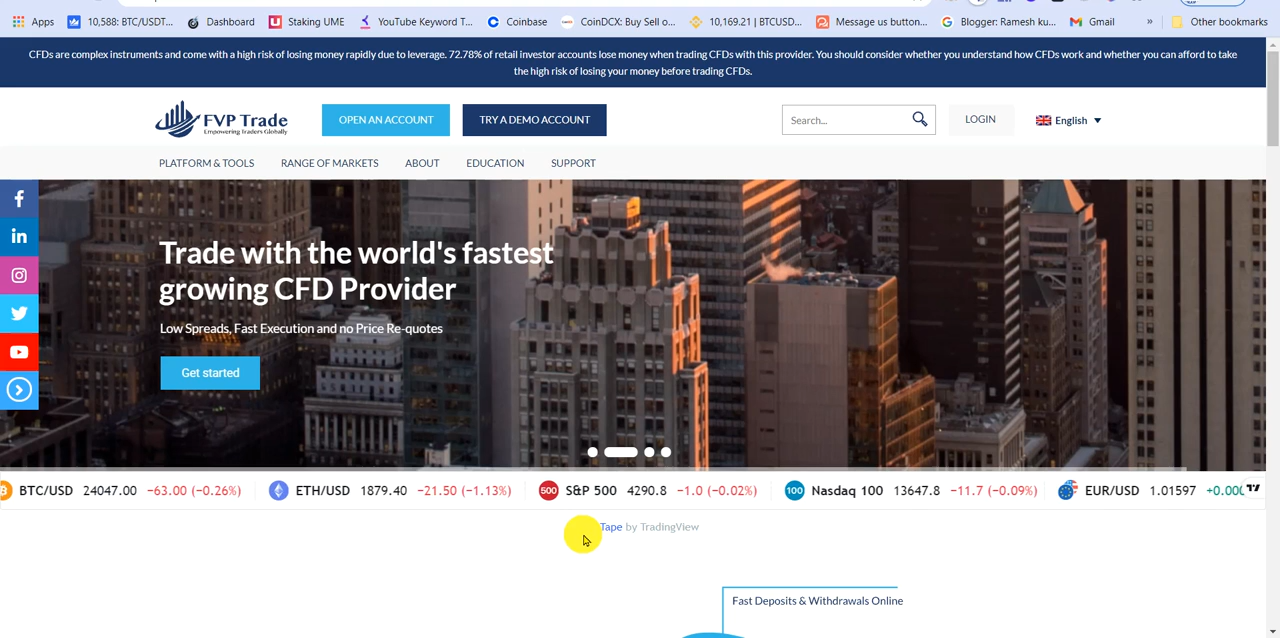 Apps
10,588: BTC/USDT...
Dashboard
Staking UME
YouTube Keyword T...
Coinbase
CoinDCX: Buy Sell o...
10,169.21 | BTCUSD...
Message us button...
Blogger: Ramesh ku...
Gmail
»
Other bookmarks
CFDs are complex instruments and come with a high risk of losing money rapidly due to leverage. 72.78% of retail investor accounts lose money when trading CFDs with this provider. You should consider whether you understand how CFDs work and whether you can afford to take
the high risk of losing your money before trading CFDs.
FVP Trade
Empowering Traders Globally
OPEN AN ACCOUNT
TRY A DEMO ACCOUNT
Search...
LOGIN
English
PLATFORM & TOOLS
RANGE OF MARKETS
ABOUT
EDUCATION
SUPPORT
Trade with the world's fastest
growing CFD Provider
Low Spreads, Fast Execution and no Price Re-quotes
Get started
BTC/USD 24047.00 −63.00 (−0.26%)
ETH/USD 1879.40 −21.50 (−1.13%)
500 S&P 500 4290.8 −1.0 (−0.02%)
100 Nasdaq 100 13647.8 −11.7 (−0.09%)
EUR/USD 1.01597
Tape by TradingView
Fast Deposits & Withdrawals Online